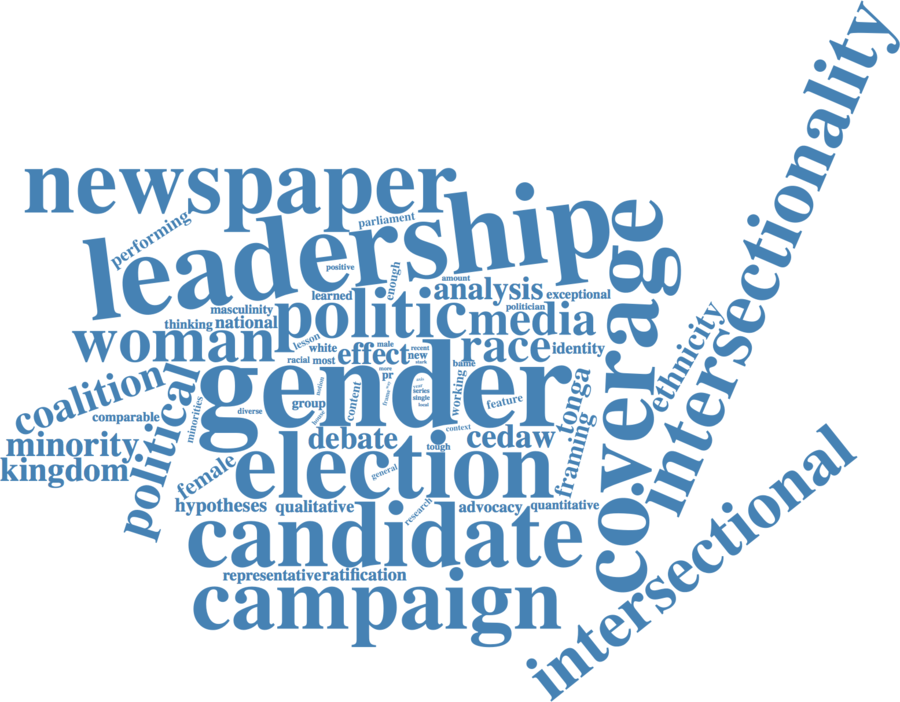 intersectionality
newspaper
leadership
performing
parliament
coverage
positive
enough
amount
learned
analysis
exceptional
masculinity
politic
politician
thinking
national
media
woman
lesson
white
male
recent
race
identity
racial
most
effect
new
bame
ethnicity
coalition
political
gender
more
pr
working
series
single
tonga
comparable
minorities
diverse
group
content
feature
minority
debate
context
cedaw
tough
kingdom
election
framing
female
general
intersectional
hypotheses
qualitative
research
advocacy
quantitative
candidate
representative
ratification
campaign